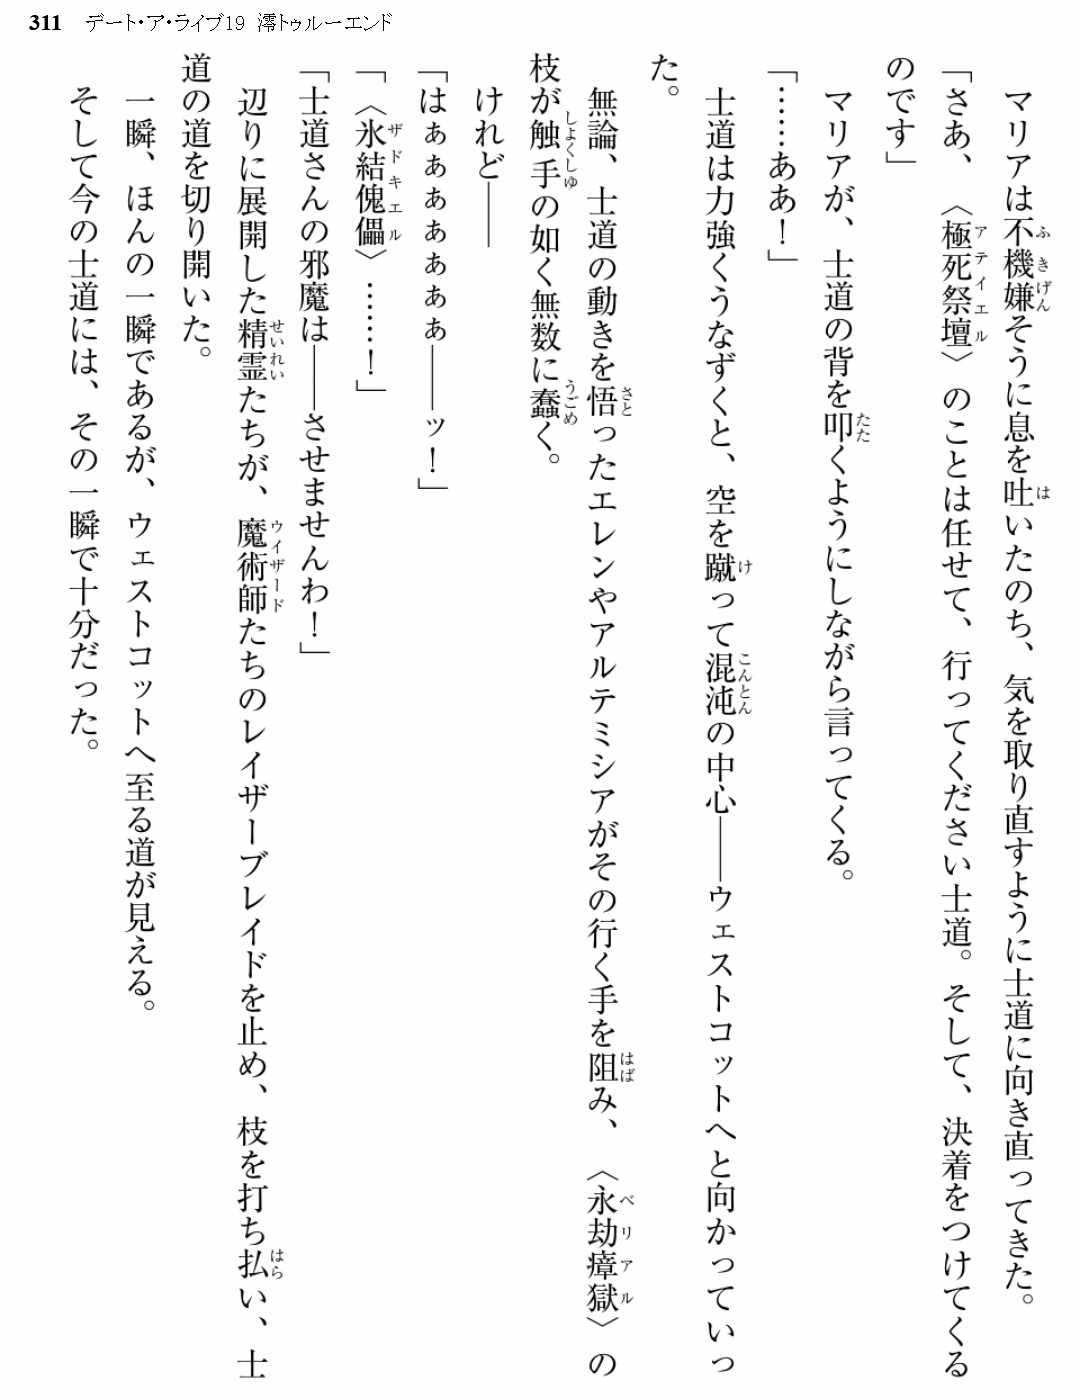 311 デート・ア・ライブ19 澪トゥルーエンド
マリアは不機嫌そうに息を吐いたのち、気を取り直すように士道に向き直ってきた。
「さあ、〈極死祭壇〉のことは任せて、行ってください士道。そして、決着をつけてくる
のです」
マリアが、士道の背を叩くようにしながら言ってくる。
「……ああ！」
士道は力強くうなずくと、空を蹴って混沌の中心――ウェストコットへと向かっていっ
た。
無論、士道の動きを悟ったエレンやアルテミシアがその行く手を阻み、〈永劫瘴獄〉の
枝が触手の如く無数に蠢く。
けれど――
「はぁぁぁぁぁぁぁ――ッ！」
「〈氷結傀儡〉……！」
「士道さんの邪魔は――させませんわ！」
辺りに展開した精霊たちが、魔術師たちのレイザーブレイドを止め、枝を打ち払い、士
道の道を切り開いた。
一瞬、ほんの一瞬であるが、ウェストコットへ至る道が見える。
そして今の士道には、その一瞬で十分だった。